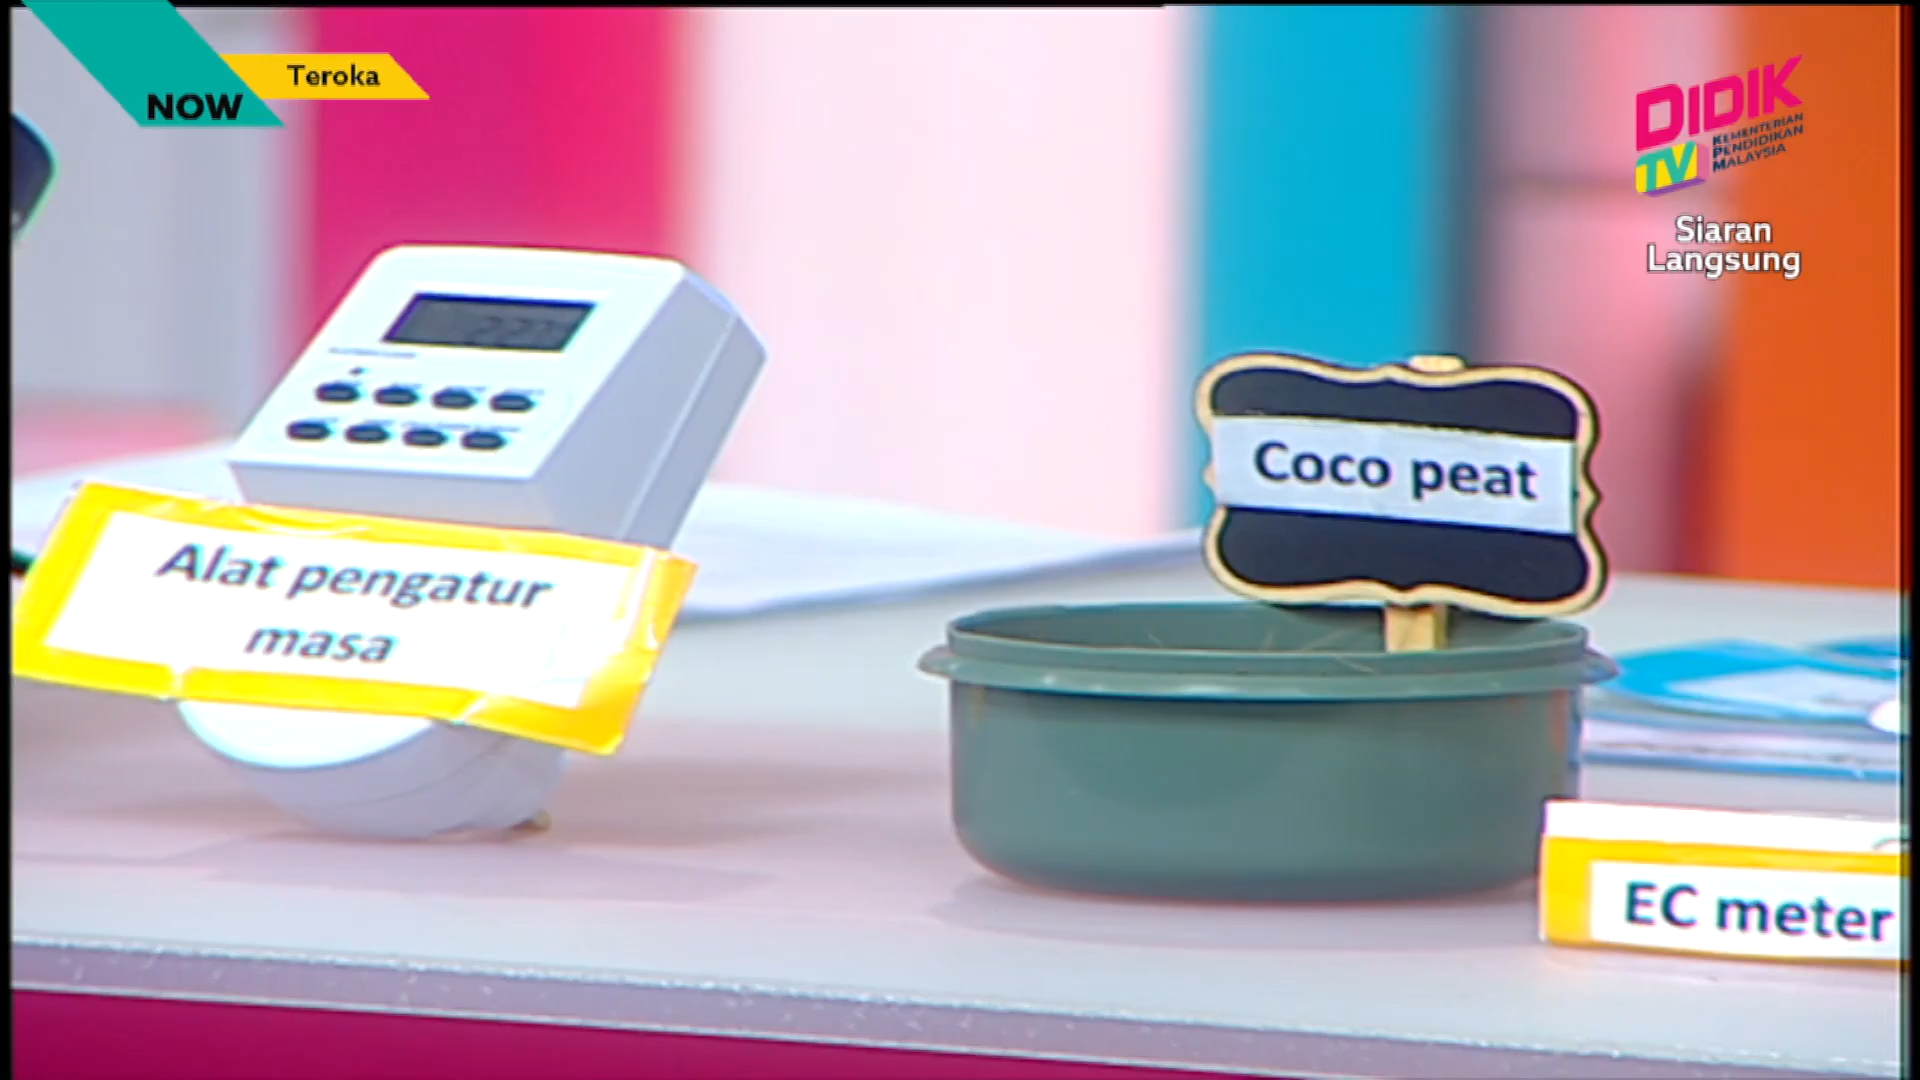 NOW
Teroka
DIDIK
TV
KEMENTERIAN
PENDIDIKAN
MALAYSIA
Siaran
Langsung
Coco peat
Alat pengatur
masa
EC meter